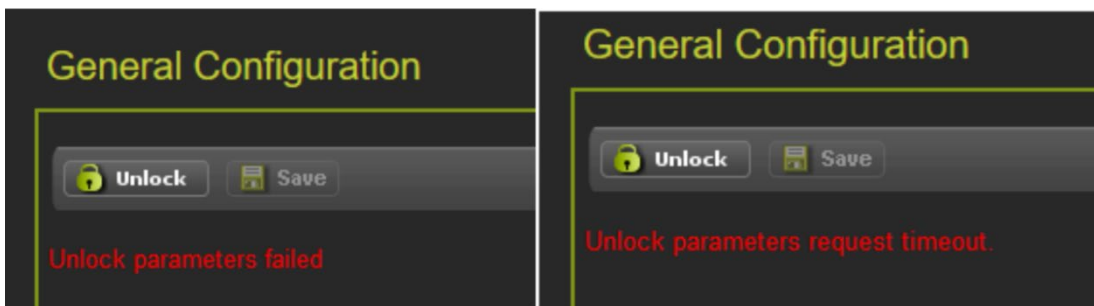 General Configuration
Unlock Save
Unlock parameters failed
General Configuration
Unlock Save
Unlock parameters request timeout.